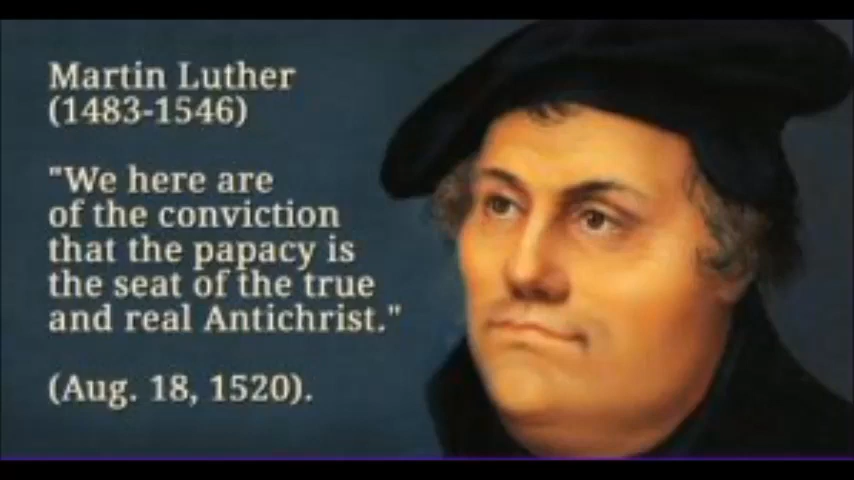 Martin Luther
(1483-1546)
"We here are
of the conviction
that the papacy is
the seat of the true
and real Antichrist."
(Aug. 18, 1520).